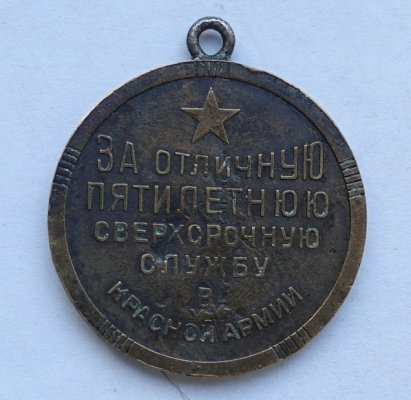 ЗА ОТЛИЧНУЮ
ПЯТИЛЕТНЮЮ
СВЕРХСРОЧНУЮ
СЛУЖБУ
В
КРАСНОЙ АРМИИ